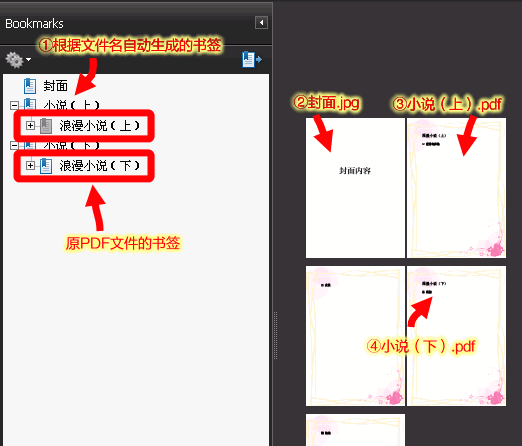 Bookmarks
①根据文件名自动生成的书签
封面
小说（上）
浪漫小说（上）
小说（下）
浪漫小说（下）
原PDF文件的书签
②封面.jpg
③小说（上）.pdf
封面内容
浪漫小说（上）
浪漫小说（下）
④小说（下）.pdf